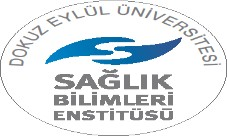 DOKUZ EYLÜL ÜNİVERSİTESİ
SAĞLIK
BİLİMLERİ
ENSTİTÜSÜ